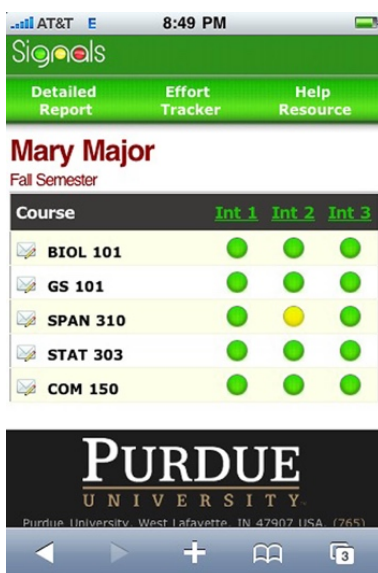 AT&T E 8:49 PM
Signals
Detailed Report
Effort Tracker
Help Resource
Mary Major
Fall Semester
Course Int 1 Int 2 Int 3
BIOL 101
GS 101
SPAN 310
STAT 303
COM 150
PURDUE
UNIVERSITY
Purdue University, West Lafayette, IN 47907 USA, (765)
3